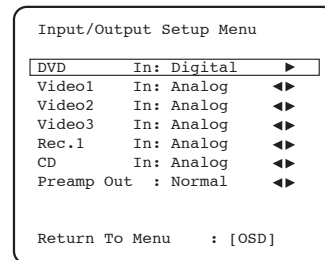 Input/Output Setup Menu
DVD In: Digital ►
Video1 In: Analog ◄►
Video2 In: Analog ◄►
Video3 In: Analog ◄►
Rec.1 In: Analog ◄►
CD In: Analog ◄►
Preamp Out : Normal ◄►
Return To Menu : [OSD]